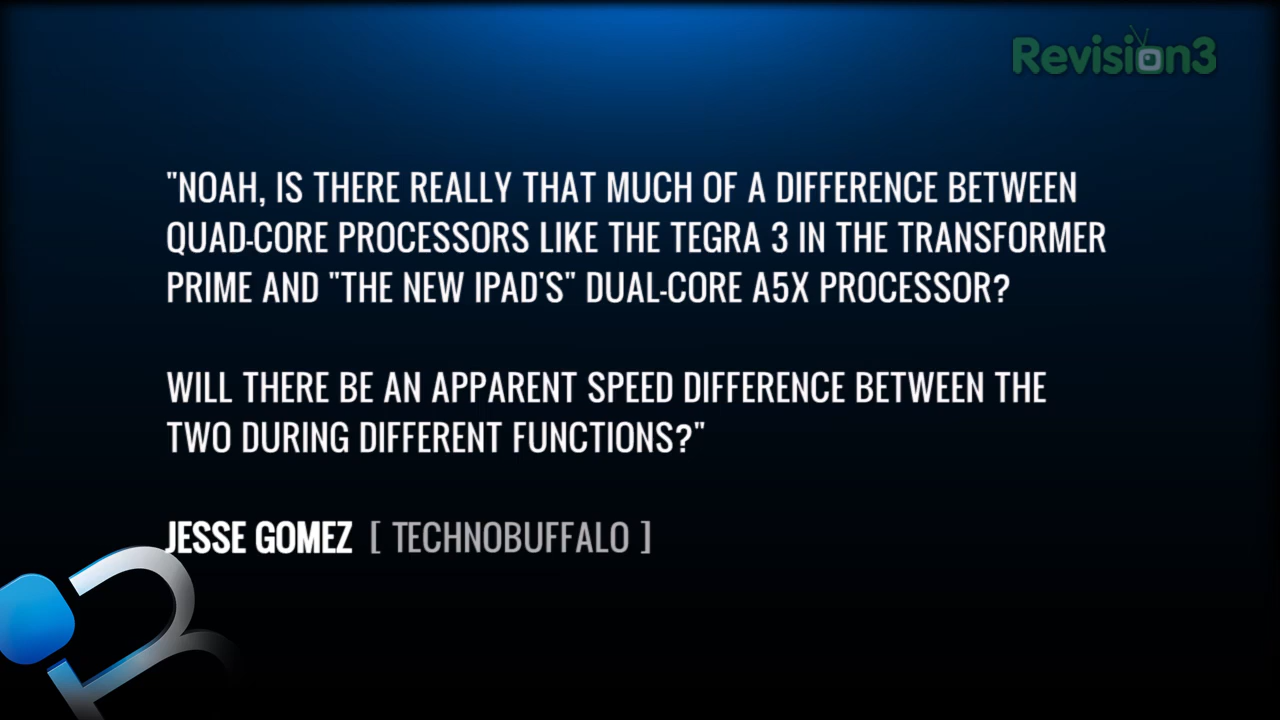 Revision3
"NOAH, IS THERE REALLY THAT MUCH OF A DIFFERENCE BETWEEN
QUAD-CORE PROCESSORS LIKE THE TEGRA 3 IN THE TRANSFORMER
PRIME AND "THE NEW IPAD'S" DUAL-CORE A5X PROCESSOR?
WILL THERE BE AN APPARENT SPEED DIFFERENCE BETWEEN THE
TWO DURING DIFFERENT FUNCTIONS?"
JESSE GOMEZ [ TECHNOBUFFALO ]